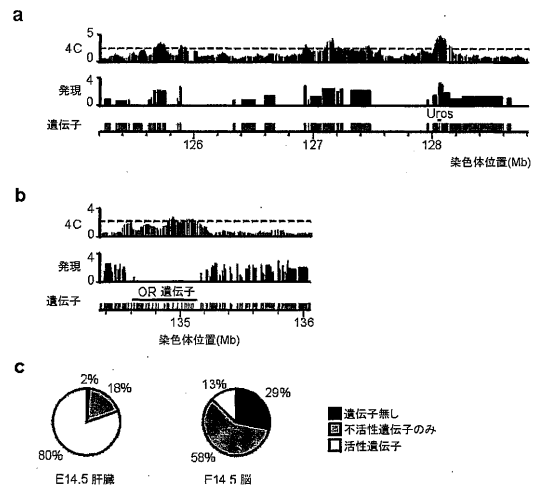 a
4C
5
0
発現
4
0
Uros
遺伝子
126
127
128
染色体位置(Mb)
b
4C
4
0
発現
4
0
OR 遺伝子
遺伝子
135
136
染色体位置(Mb)
c
2%
18%
80%
E14.5 肝臓
13%
29%
58%
E14.5 脳
遺伝子無し
不活性遺伝子のみ
活性遺伝子